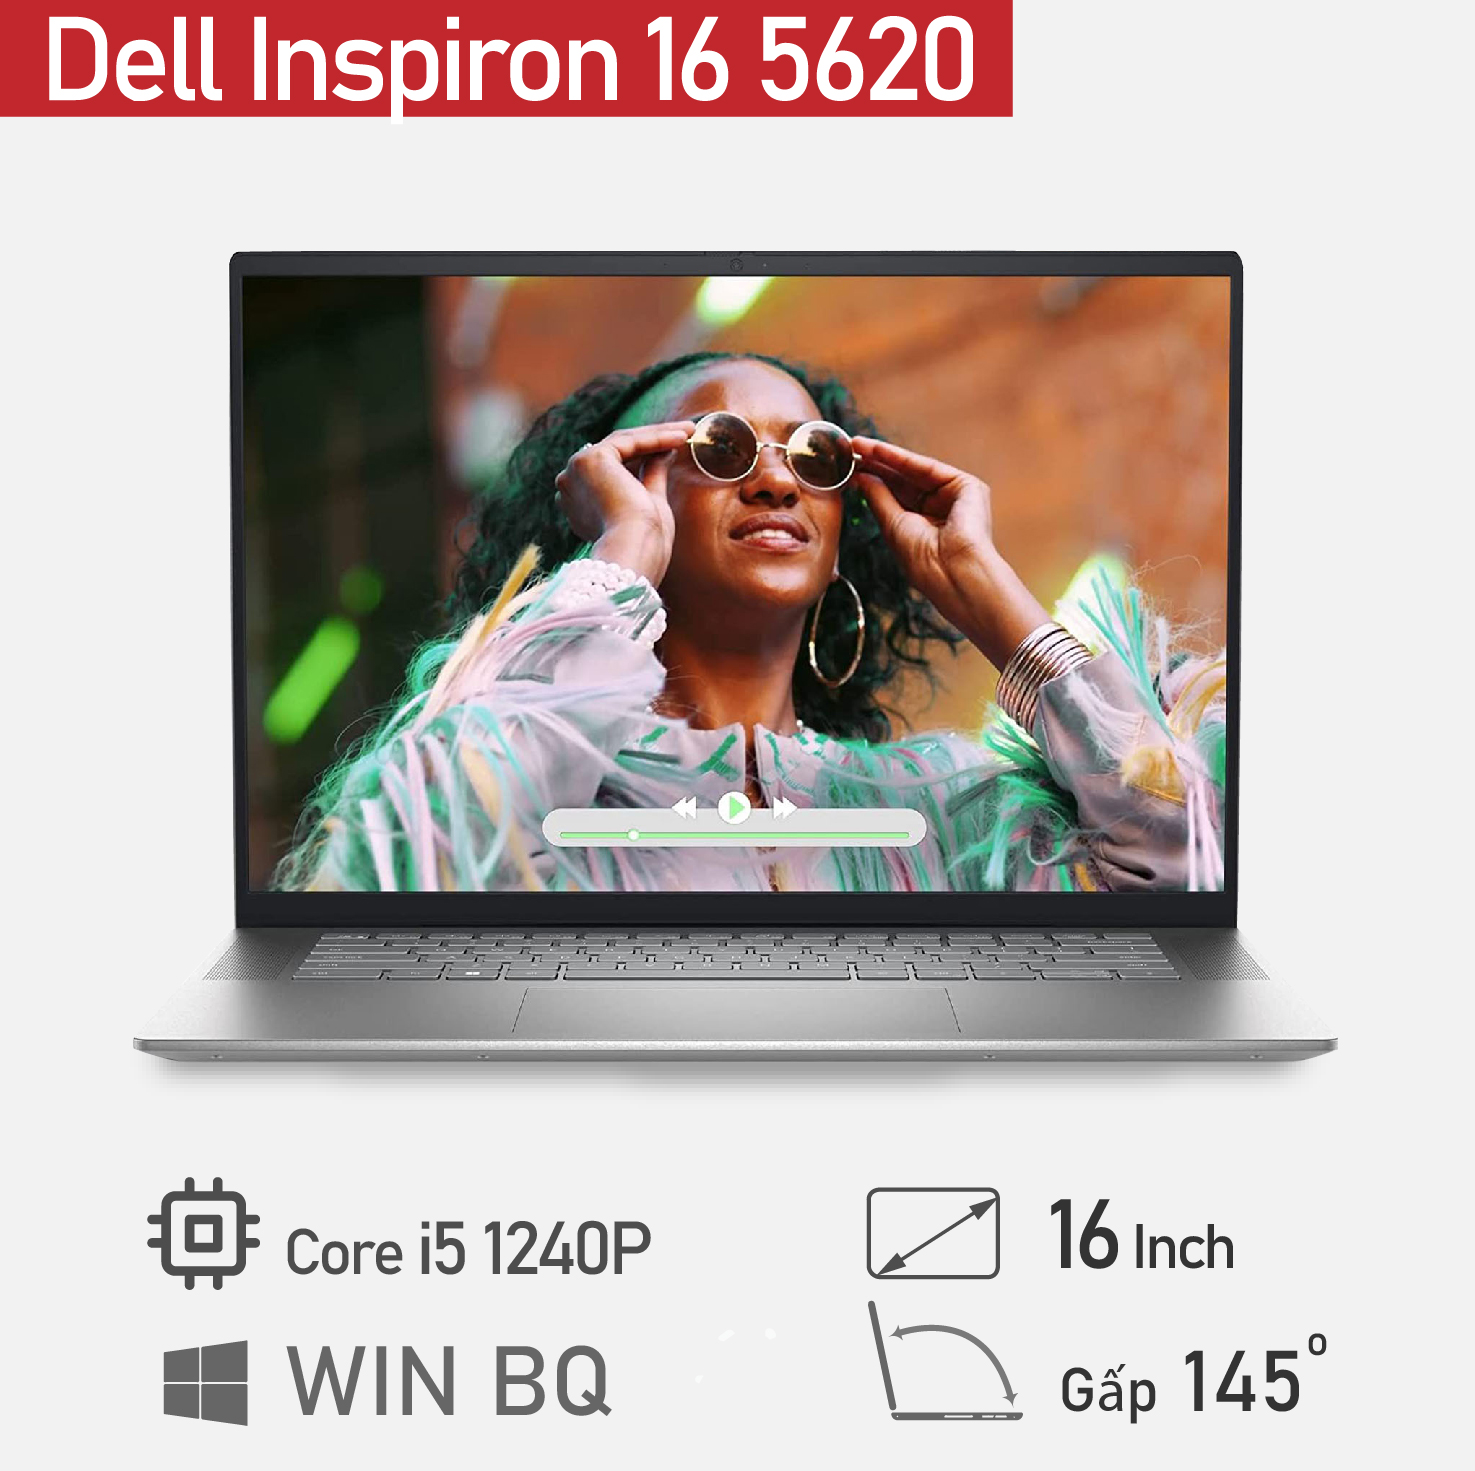 Dell Inspiron 16 5620
Core i5 1240P
16 Inch
WIN BQ
Gấp 145°